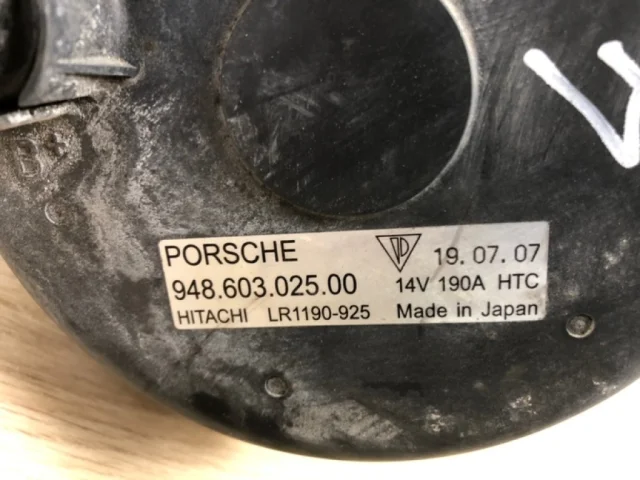 B+
PORSCHE 19.07.07
948.603.025.00 14V 190A HTC
HITACHI LR1190-925 Made in Japan